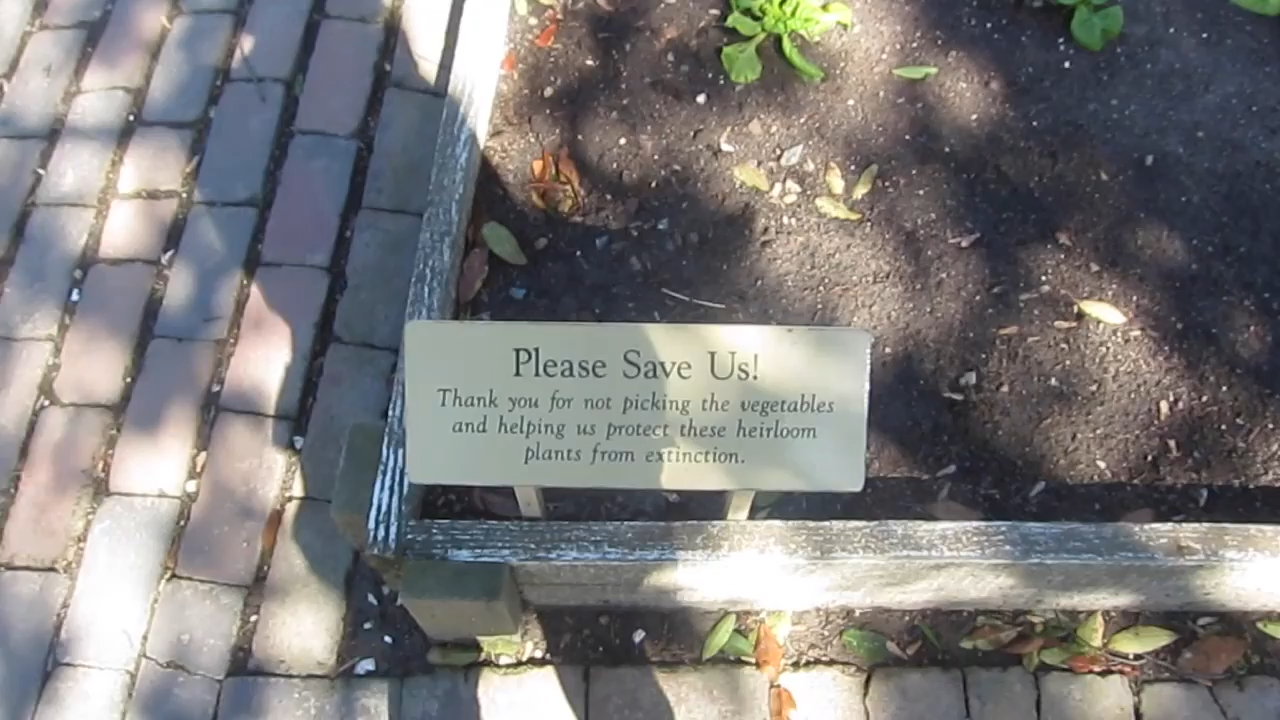 Please Save Us!
Thank you for not picking the vegetables
and helping us protect these heirloom
plants from extinction.